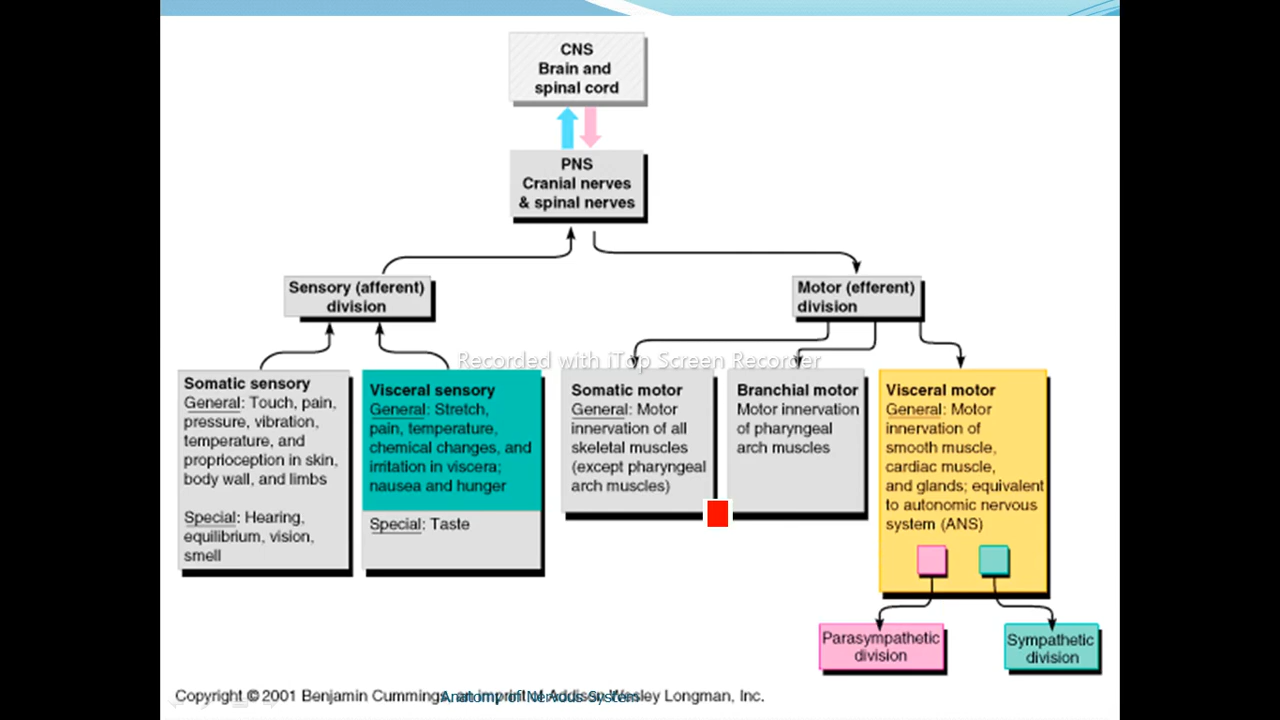 CNS
Brain and
spinal cord
PNS
Cranial nerves
& spinal nerves
Sensory (afferent)
division
Motor (efferent)
division
Recorded with iTop Screen Recorder
Somatic sensory
General: Touch, pain,
pressure, vibration,
temperature, and
proprioception in skin,
body wall, and limbs
Special: Hearing,
equilibrium, vision,
smell
Visceral sensory
General: Stretch,
pain, temperature,
chemical changes, and
irritation in viscera;
nausea and hunger
Special: Taste
Somatic motor
General: Motor
innervation of all
skeletal muscles
(except pharyngeal
arch muscles)
Branchial motor
Motor innervation
of pharyngeal
arch muscles
Visceral motor
General: Motor
innervation of
smooth muscle,
cardiac muscle,
and glands; equivalent
to autonomic nervous
system (ANS)
Parasympathetic
division
Sympathetic
division
Copyright © 2001 Benjamin Cummings, an imprint of Addison Wesley Longman, Inc.
Anatomy of Nervous System